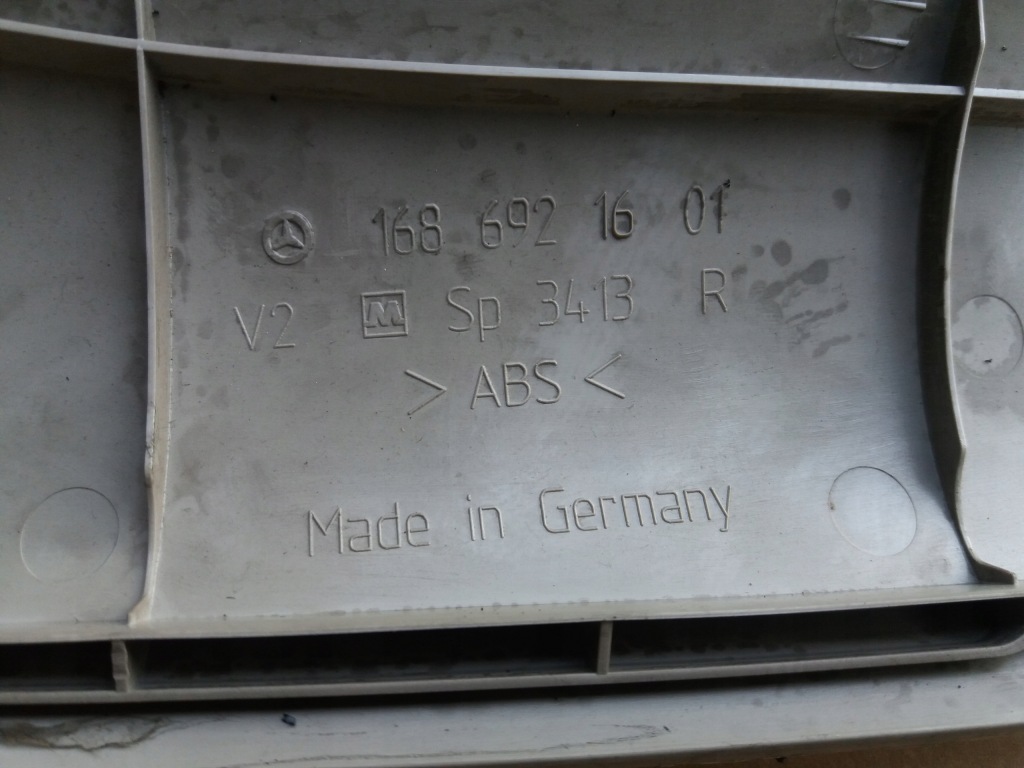 168 692 16 01
V2 M Sp 3413 R
> ABS <
Made in Germany